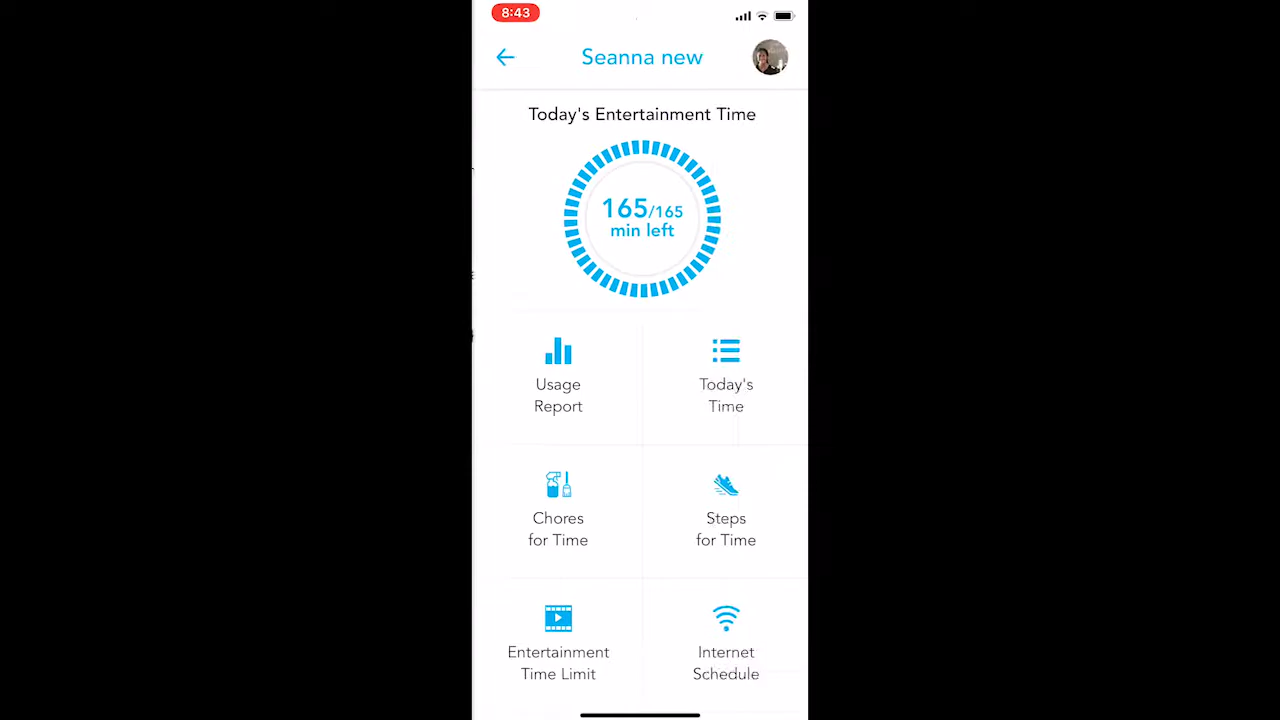 8:43
Seanna new
Today's Entertainment Time
165/165
min left
Usage
Report
Today's
Time
Chores
for Time
Steps
for Time
Entertainment
Time Limit
Internet
Schedule